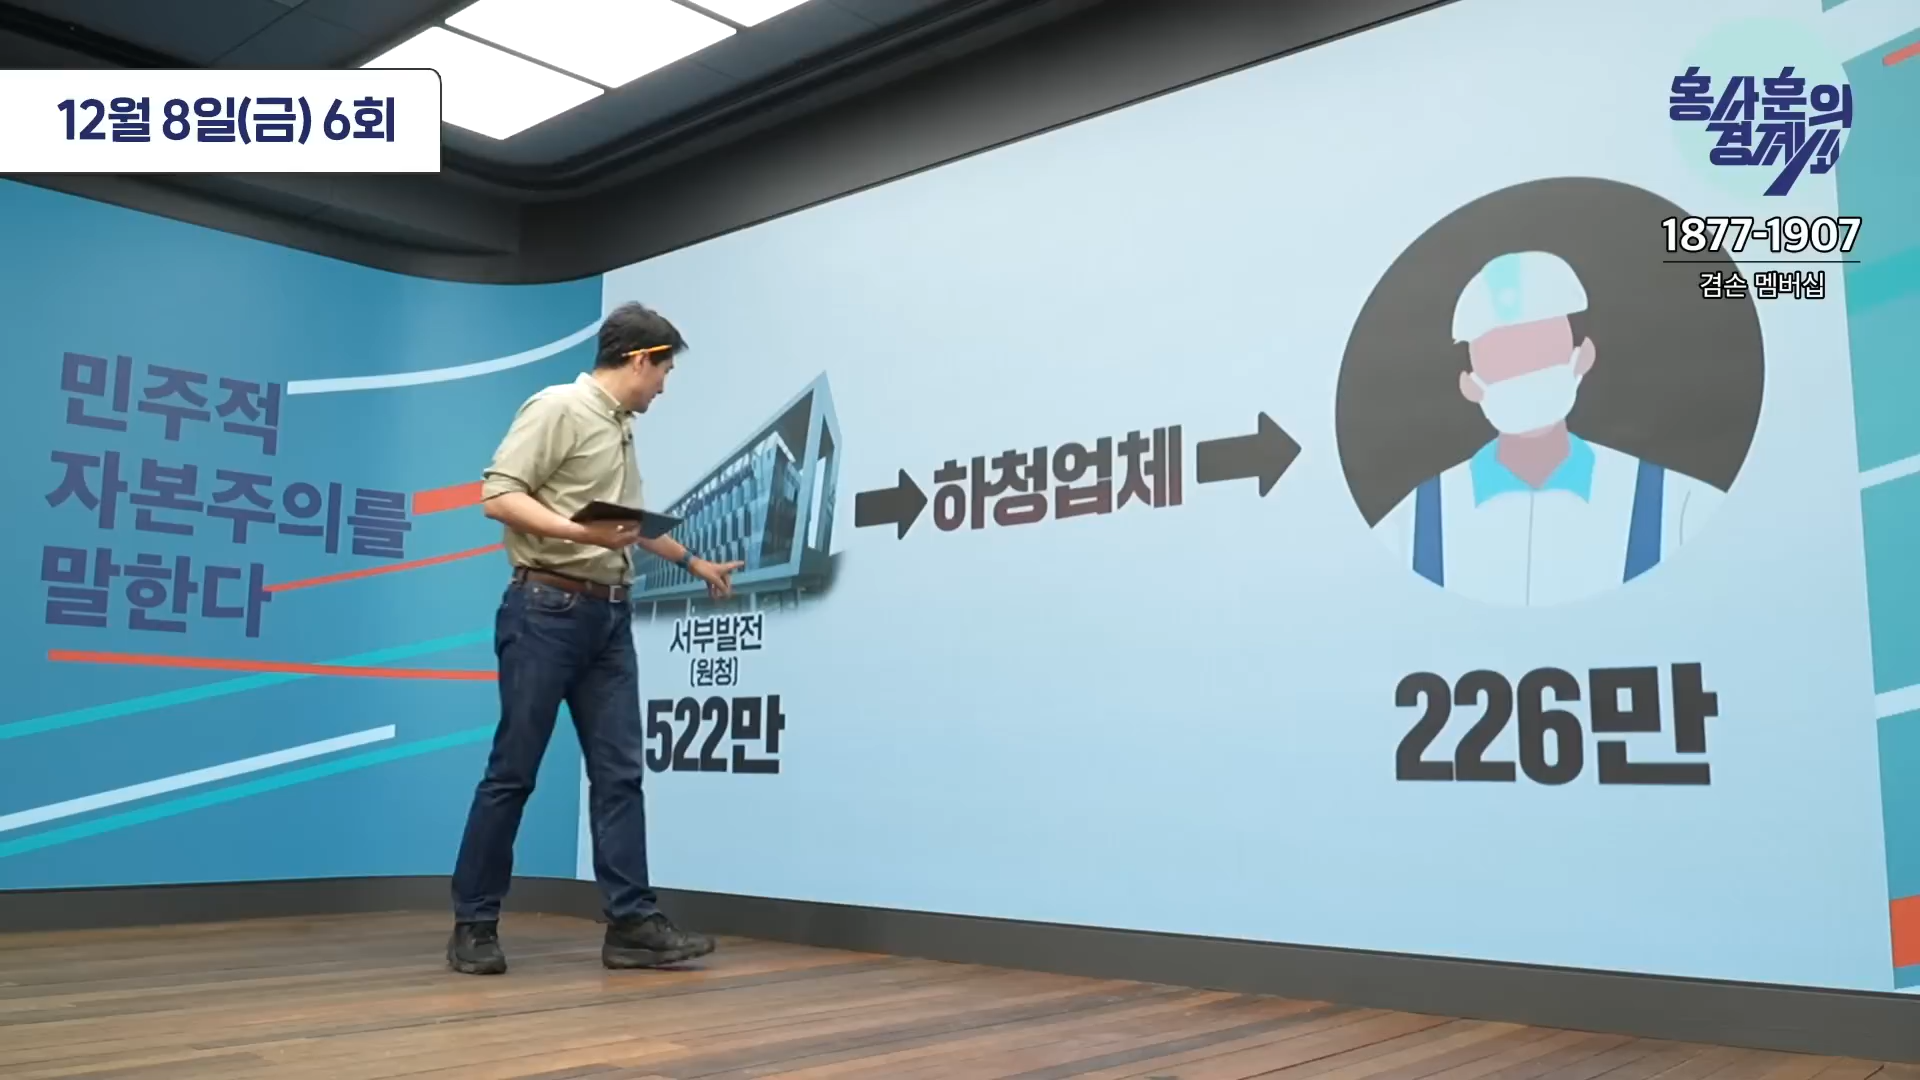 12월 8일(금) 6회
홍사훈의
경제쇼
1877-1907
겸손 멤버십
민주적
자본주의를
말한다
하청업체
서부발전
(원청)
522만
226만